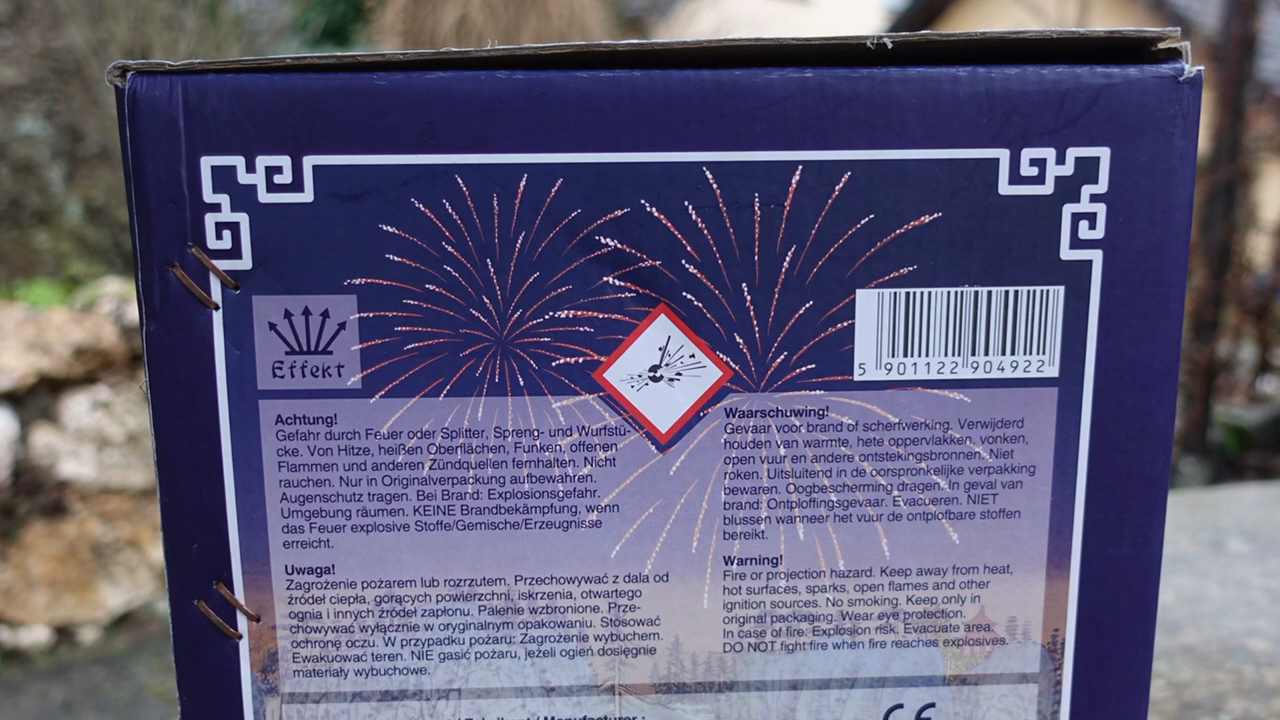 Effekt
5 901122 904922
Achtung!
Gefahr durch Feuer oder Splitter, Spreng- und Wurfstü-
cke. Von Hitze, heißen Oberflächen, Funken, offenen
Flammen und anderen Zündquellen fernhalten. Nicht
rauchen. Nur in Originalverpackung aufbewahren.
Augenschutz tragen. Bei Brand: Explosionsgefahr.
Umgebung räumen. KEINE Brandbekämpfung, wenn
das Feuer explosive Stoffe/Gemische/Erzeugnisse
erreicht.
Uwaga!
Zagrożenie pożarem lub rozrzutem, Przechowywać z dala od
źródeł ciepła, gorących powierzchni, iskrzenia, otwartego
ognia i innych źródeł zapłonu. Palenie wzbronione. Prze-
chowywać wyłącznie w oryginalnym opakowaniu. Stosować
ochronę oczu. W przypadku pożaru: Zagrożenie wybuchem.
Ewakuować teren. NIE gasić pożaru, jeżeli ogień dosięgnie
materiały wybuchowe.
Waarschuwing!
Gevaar voor brand of scherfwerking. Verwijderd
houden van warmte, hete oppervlakken, vonken,
open vuur en andere ontstekingsbronnen. Niet
roken. Uitsluitend in de oorspronkelijke verpakking
bewaren. Oogbescherming dragen. In geval van
brand: Ontploffingsgevaar. Evacueren. NIET
blussen wanneer het vuur de ontplofbare stoffen
bereikt.
Warning!
Fire or projection hazard. Keep away from heat,
hot surfaces, sparks, open flames and other
ignition sources. No smoking. Keep only in
original packaging. Wear eye protection.
In case of fire: Explosion risk. Evacuate area.
DO NOT fight fire when fire reaches explosives.
/ Fabrikant / Manufacturer :
CE